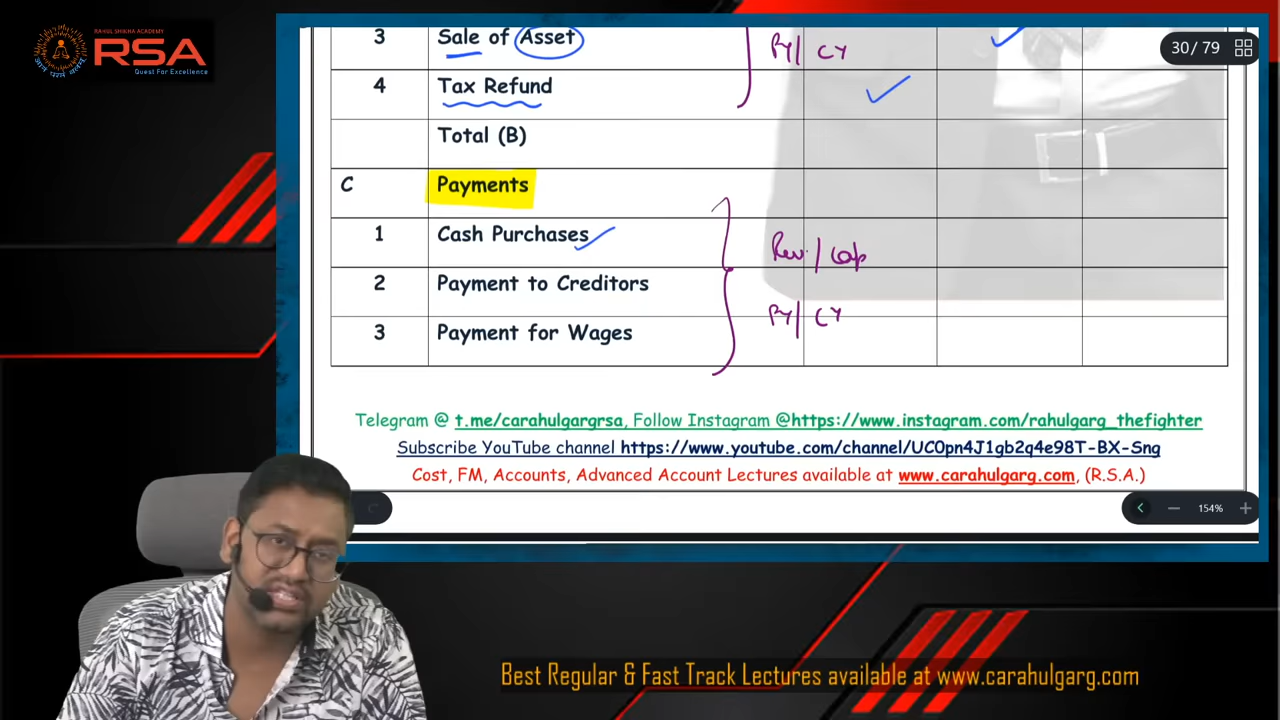 RAHUL SHIKHA ACADEMY
RSA
Quest For Excellence
3 Sale of Asset
PY/ CY
30 / 79
4 Tax Refund
Total (B)
C Payments
1 Cash Purchases
Rev./ Cap
2 Payment to Creditors
PY/ CY
3 Payment for Wages
Telegram @ t.me/carahulgargrsa, Follow Instagram @https://www.instagram.com/rahulgarg_thefighter
Subscribe YouTube channel https://www.youtube.com/channel/UC0pn4J1gb2q4e98T-BX-Sng
Cost, FM, Accounts, Advanced Account Lectures available at www.carahulgarg.com, (R.S.A.)
154%
Best Regular & Fast Track Lectures available at www.carahulgarg.com